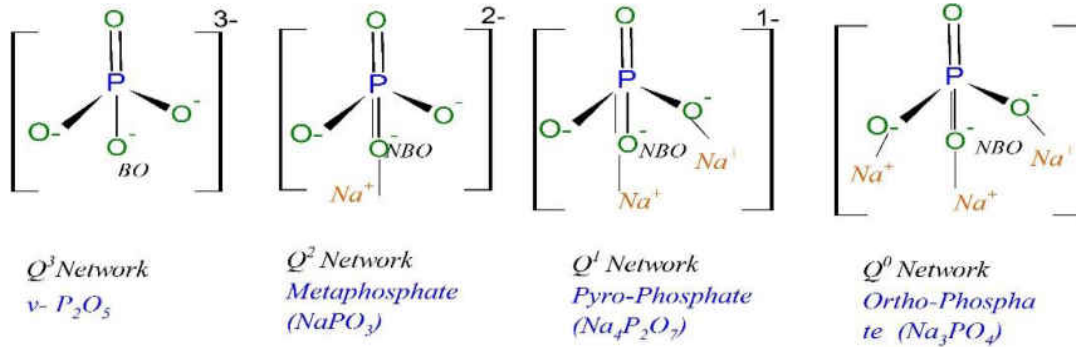 3-
O
P
O-
O-
O-
BO
Q3 Network
v- P2O5
2-
O
P
O-
O-
O-
NBO
Na+
Q2 Network
Metaphosphate
(NaPO3)
1-
O
P
O-
O-
O-
NBO
Na+
Na+
Q1 Network
Pyro-Phosphate
(Na4P2O7)
O
P
O-
O-
O-
NBO
Na+
Na+
Na+
Q0 Network
Ortho-Phospha
te (Na3PO4)